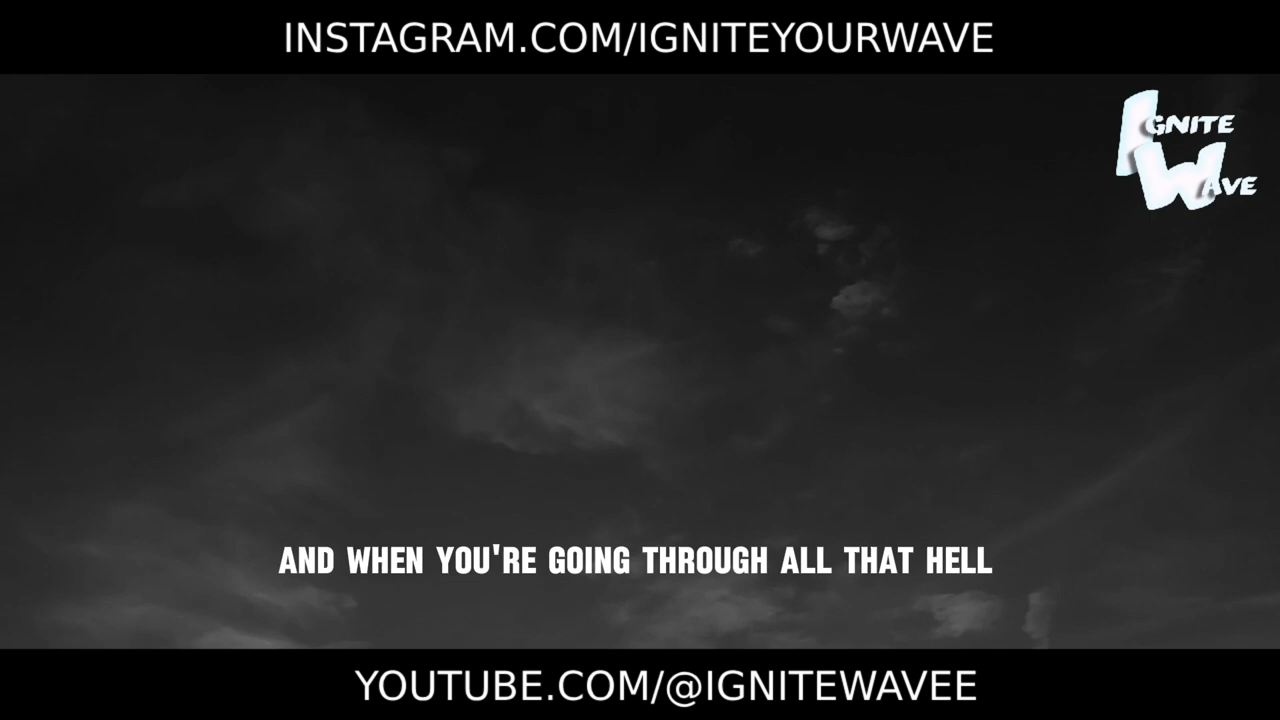 INSTAGRAM.COM/IGNITEYOURWAVE
IGNITE
WAVE
AND WHEN YOU'RE GOING THROUGH ALL THAT HELL
YOUTUBE.COM/@IGNITEWAVEE